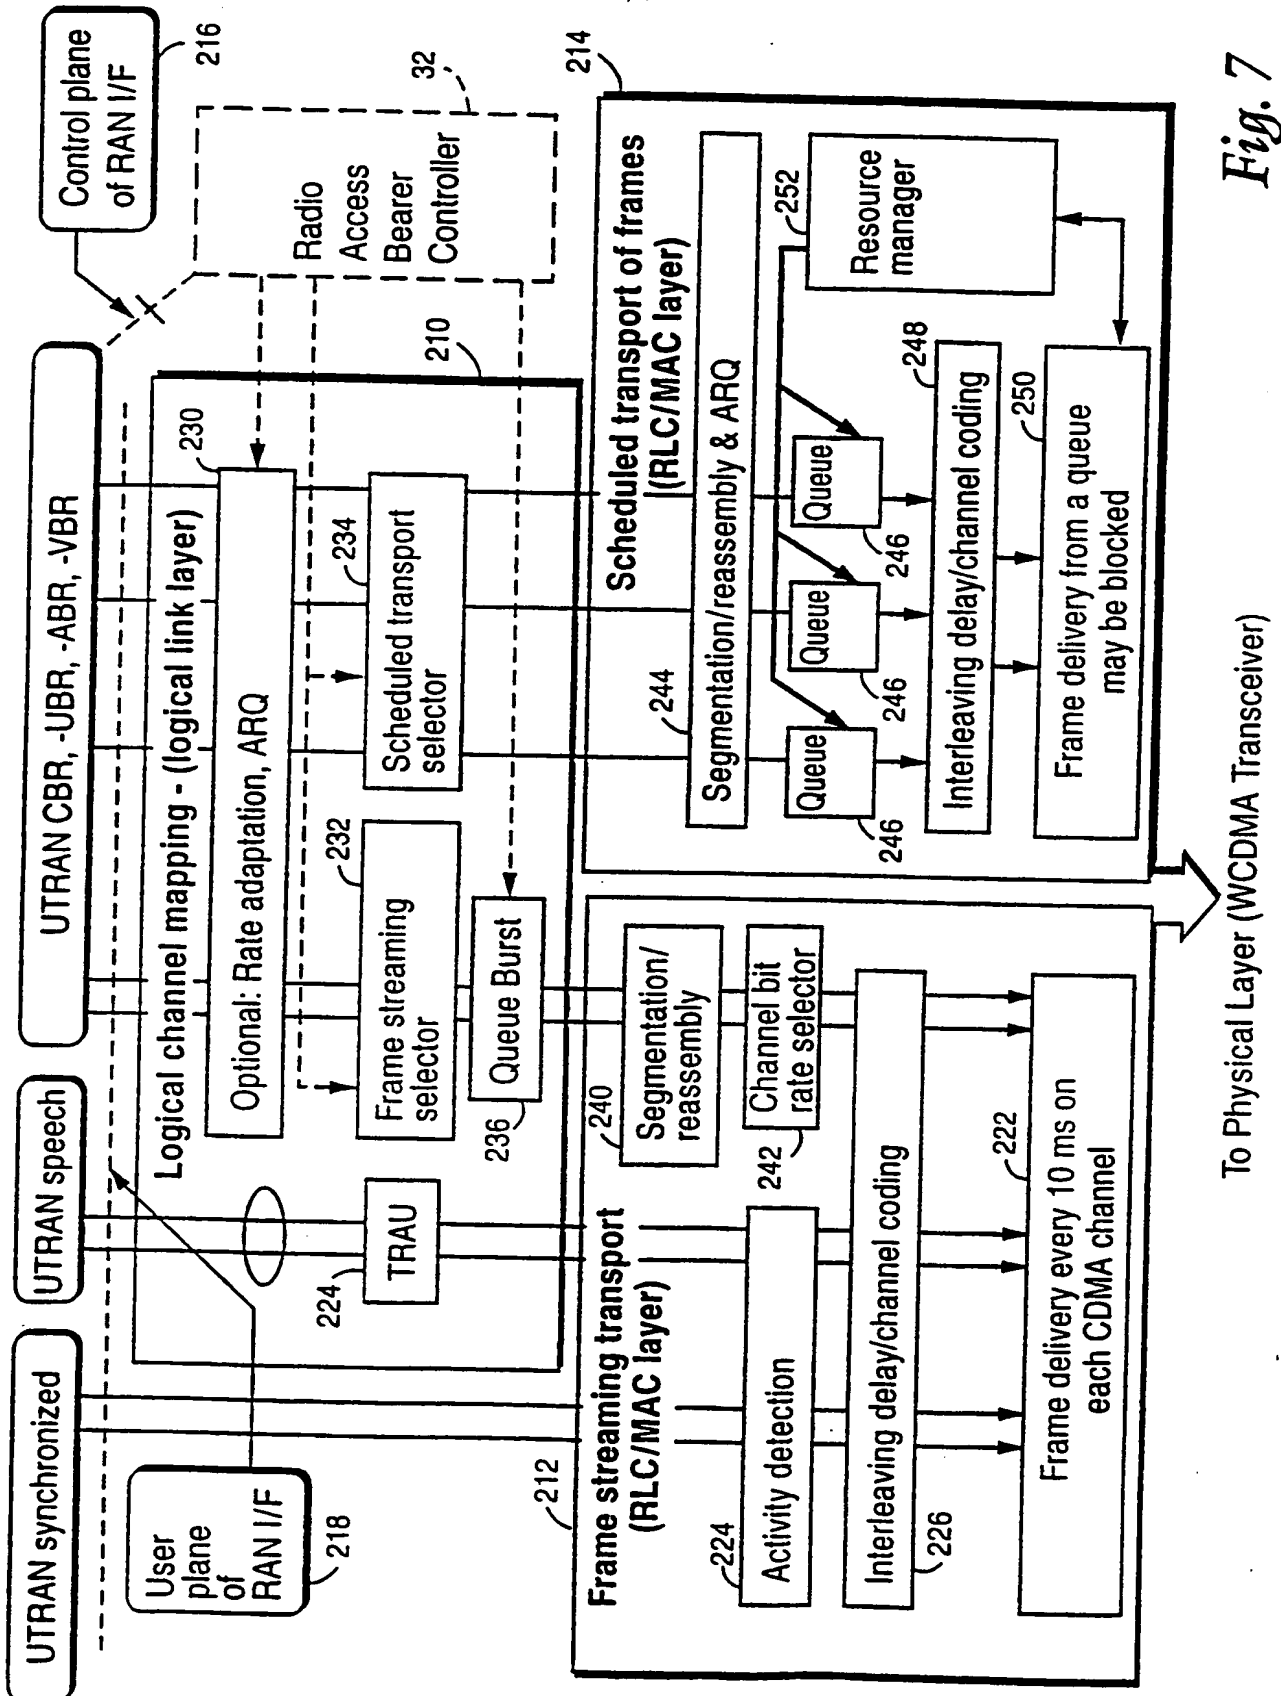 UTRAN synchronized
UTRAN speech
UTRAN CBR, -UBR, -ABR, -VBR
Control plane
of RAN I/F
216
User
plane
of
RAN I/F
218
32
Radio
Access
Bearer
Controller
210
Logical channel mapping - (logical link layer)
230
Optional: Rate adaptation, ARQ
224
TRAU
232
Frame streaming
selector
234
Scheduled transport
selector
Queue Burst
236
212
Frame streaming transport
(RLC/MAC layer)
240
Segmentation/
reassembly
224
Activity detection
242
Channel bit
rate selector
Interleaving delay/channel coding
226
222
Frame delivery every 10 ms on
each CDMA channel
214
Scheduled transport of frames
(RLC/MAC layer)
244
Segmentation/reassembly & ARQ
252
Resource
manager
Queue
246
Queue
246
Queue
246
248
Interleaving delay/channel coding
250
Frame delivery from a queue
may be blocked
To Physical Layer (WCDMA Transceiver)
Fig. 7